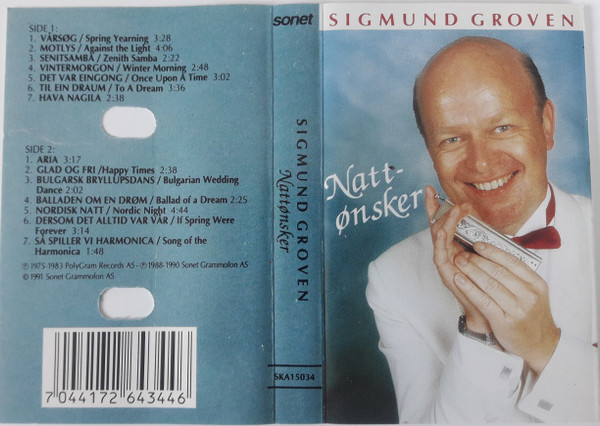 SIDE 1:
1. VÅRSØG / Spring Yearning 3:28
2. MOTLYS / Against the Light 4:06
3. SENITSAMBA / Zenith Samba 2:22
4. VINTERMORGON / Winter Morning 2:48
5. DET VAR EINGONG / Once Upon A Time 3:02
6. TIL EIN DRAUM / To A Dream 3:36
7. HAVA NAGILA 2:38
SIDE 2:
1. ARIA 3:17
2. GLAD OG FRI / Happy Times 2:38
3. BULGARSK BRYLLUPSDANS / Bulgarian Wedding
Dance 2:02
4. BALLADEN OM EN DRØM / Ballad of a Dream 2:25
5. NORDISK NATT / Nordic Night 4:44
6. DERSOM DET ALLTID VAR VÅR / If Spring Were
Forever 3:14
7. SÅ SPILLER VI HARMONICA / Song of the
Harmonica 1:48
℗ 1975-1983 PolyGram Records AS - ℗ 1988-1990 Sonet Grammofon AS
© 1991 Sonet Grammofon AS
7 044172 643446
sonet
SIGMUND GROVEN
Nattønsker
SKA15034
SIGMUND GROVEN
Natt-
ønsker